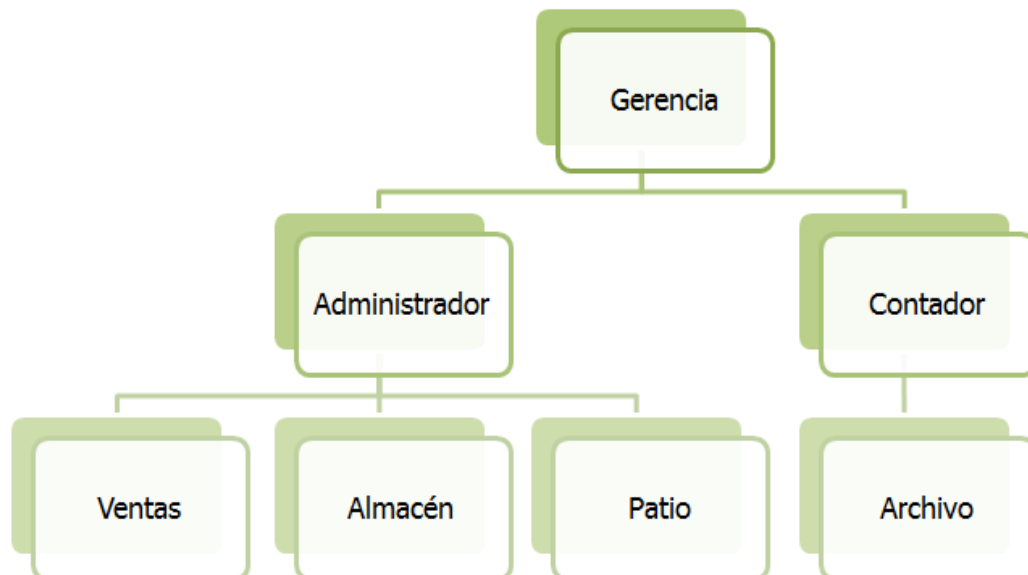 Gerencia
Administrador
Contador
Ventas
Almacén
Patio
Archivo